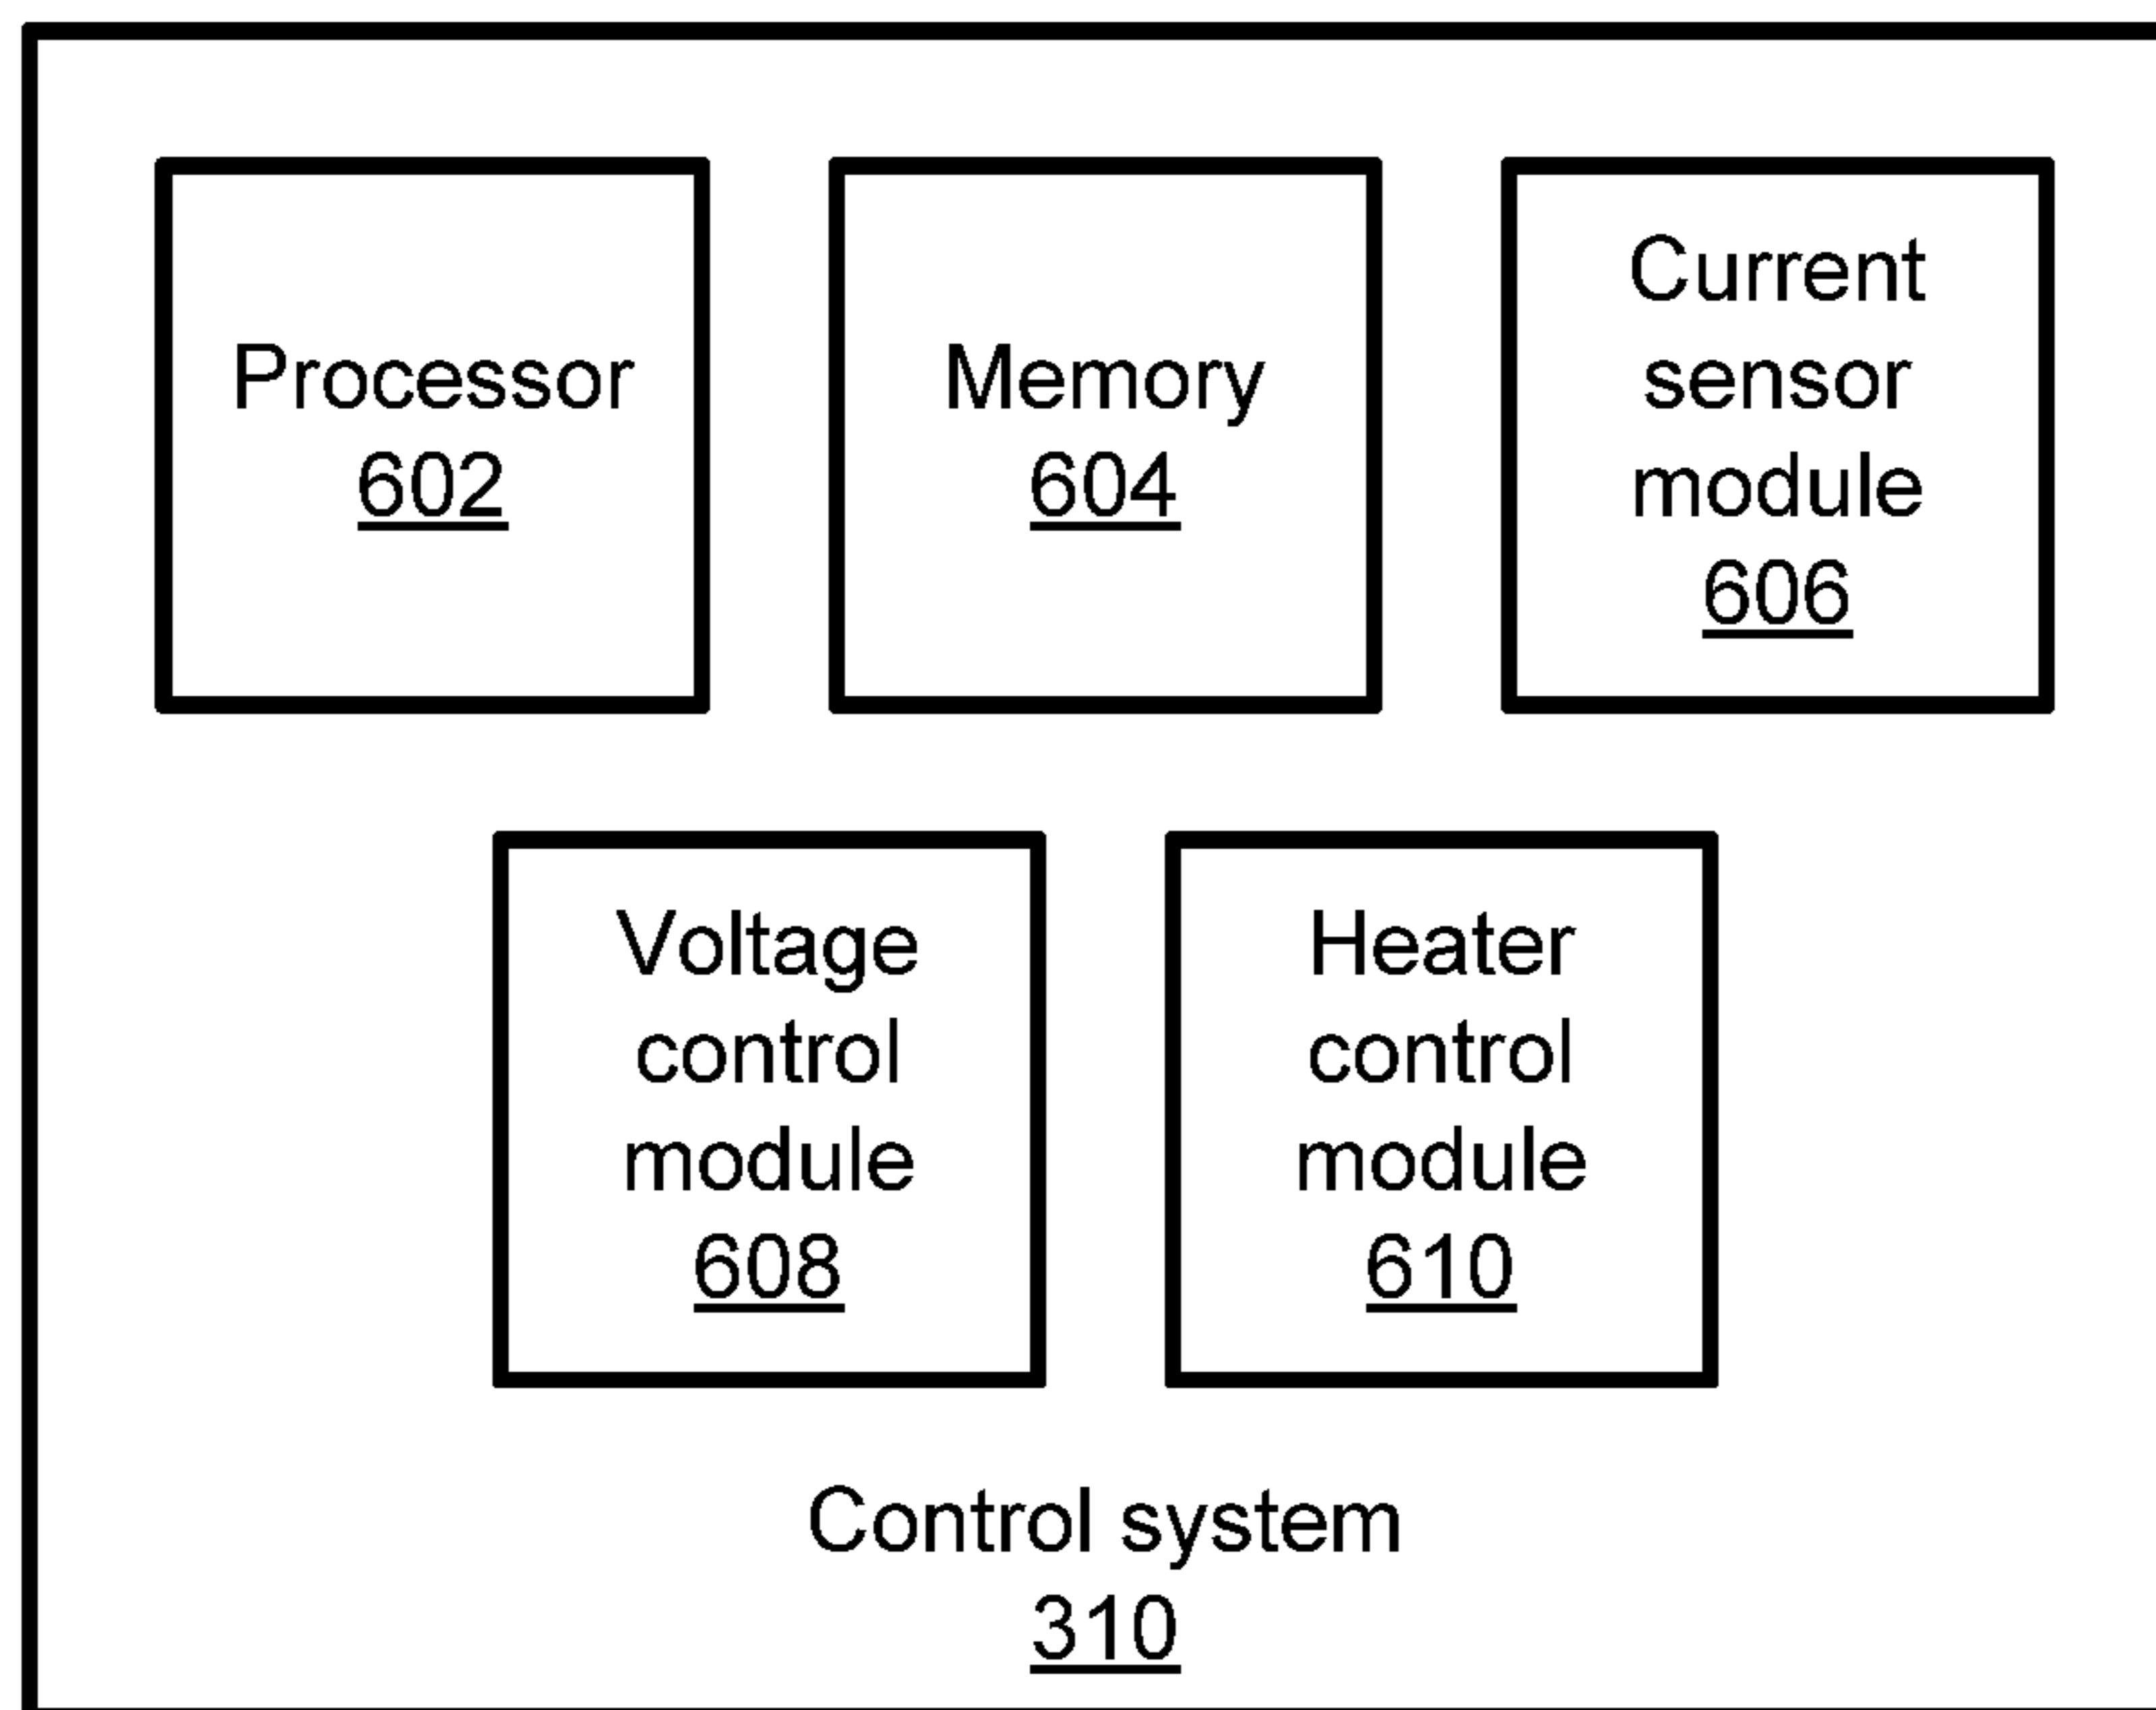 Processor
602
Memory
604
Current
sensor
module
606
Voltage
control
module
608
Heater
control
module
610
Control system
310